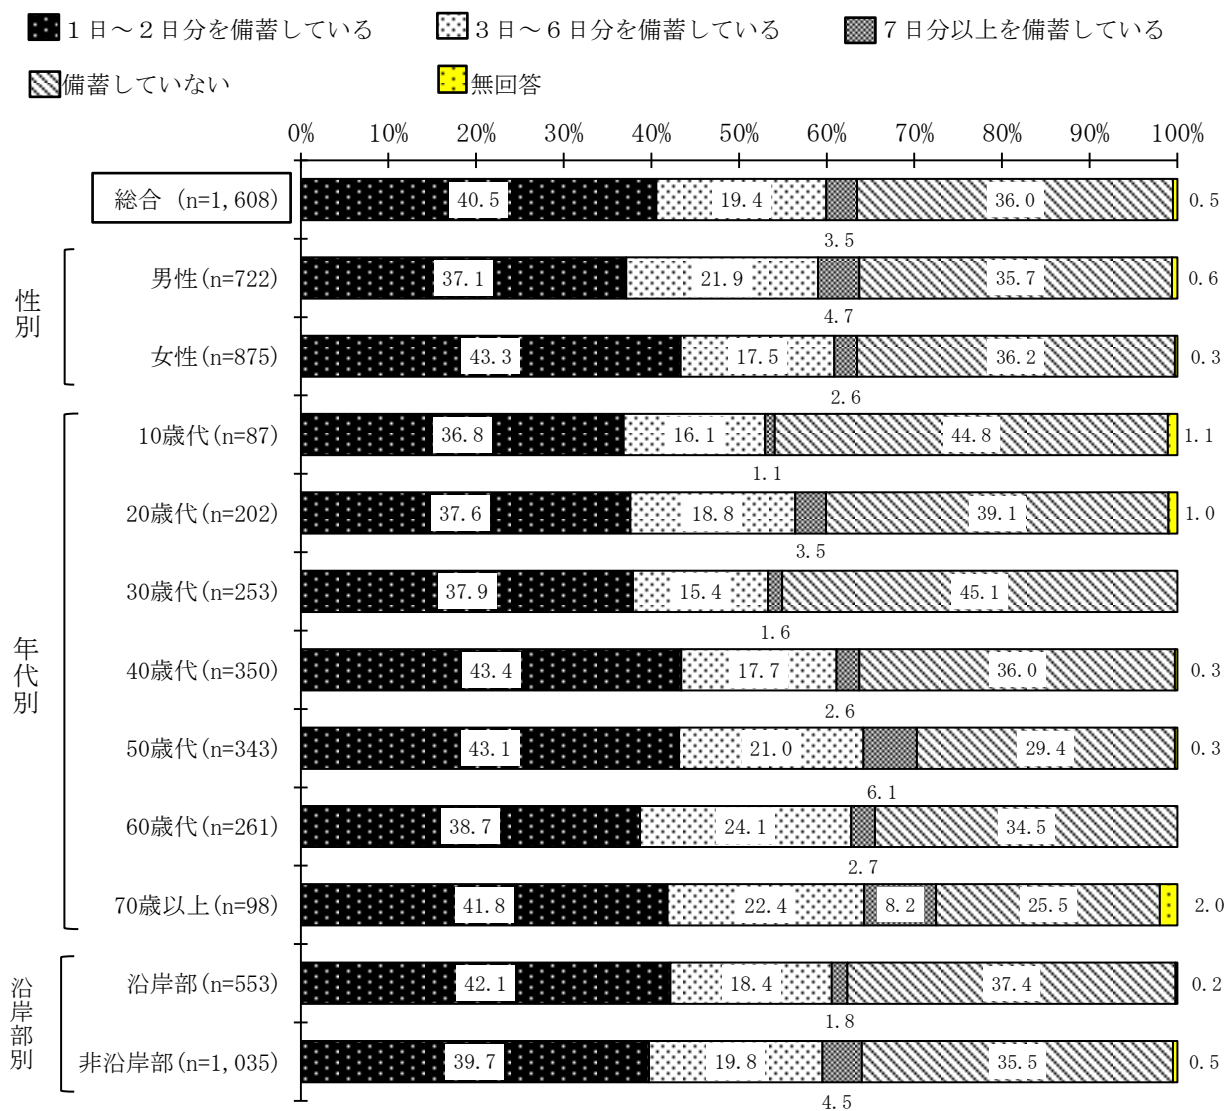 1日～2日分を備蓄している 3日～6日分を備蓄している 7日分以上を備蓄している
備蓄していない 無回答
0% 10% 20% 30% 40% 50% 60% 70% 80% 90% 100%
総合 (n=1,608) 40.5 19.4 36.0 0.5
3.5
性別
男性(n=722) 37.1 21.9 35.7 0.6
4.7
女性(n=875) 43.3 17.5 36.2 0.3
2.6
年代別
10歳代(n=87) 36.8 16.1 44.8 1.1
1.1
20歳代(n=202) 37.6 18.8 39.1 1.0
3.5
30歳代(n=253) 37.9 15.4 45.1
1.6
40歳代(n=350) 43.4 17.7 36.0 0.3
2.6
50歳代(n=343) 43.1 21.0 29.4 0.3
6.1
60歳代(n=261) 38.7 24.1 34.5
2.7
70歳以上(n=98) 41.8 22.4 8.2 25.5 2.0
沿岸部別
沿岸部(n=553) 42.1 18.4 37.4 0.2
1.8
非沿岸部(n=1,035) 39.7 19.8 35.5 0.5
4.5